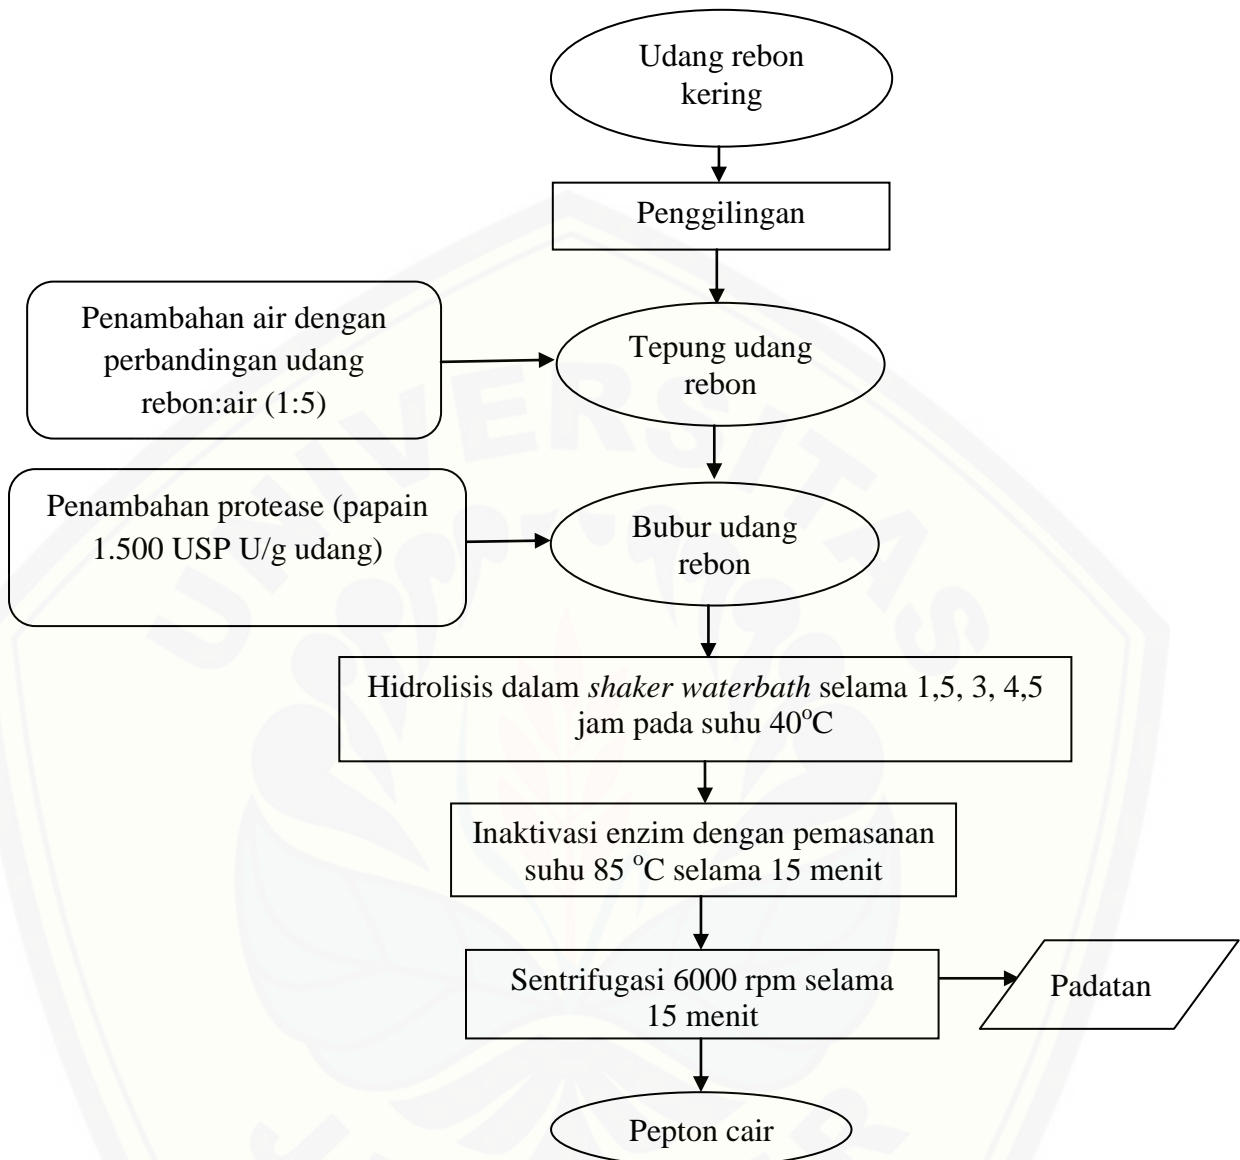 Udang rebon
kering
Penggilingan
Penambahan air dengan
perbandingan udang
rebon:air (1:5)
Tepung udang
rebon
Penambahan protease (papain
1.500 USP U/g udang)
Bubur udang
rebon
Hidrolisis dalam shaker waterbath selama 1,5, 3, 4,5
jam pada suhu 40°C
Inaktivasi enzim dengan pemasanan
suhu 85 °C selama 15 menit
Sentrifugasi 6000 rpm selama
15 menit
Padatan
Pepton cair
UNIVERSITAS